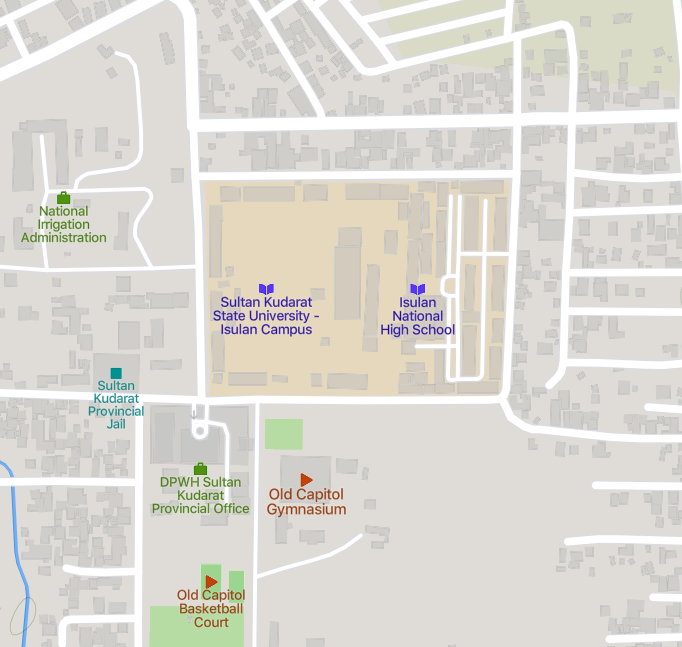 National
Irrigation
Administration
Sultan Kudarat
State University -
Isulan Campus
Isulan
National
High School
Sultan
Kudarat
Provincial
Jail
DPWH Sultan
Kudarat
Provincial Office
Old Capitol
Gymnasium
Old Capitol
Basketball
Court